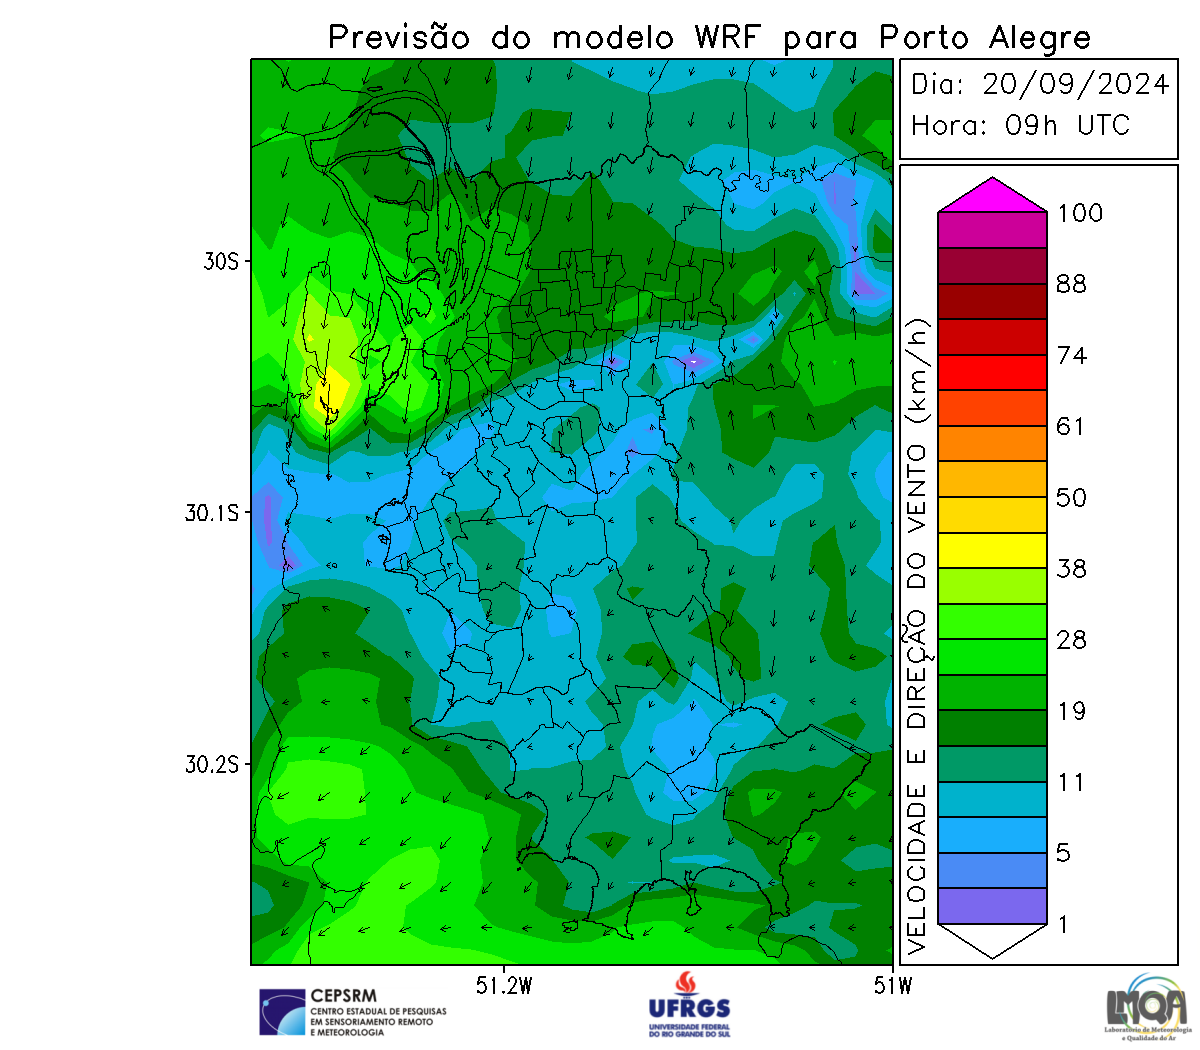 Previsão do modelo WRF para Porto Alegre
Dia: 20/09/2024
Hora: 09h UTC
100
88
74
61
50
38
28
19
11
5
1
VELOCIDADE E DIREÇÃO DO VENTO (km/h)
30S
30.1S
30.2S
51.2W
51W
CEPSRM
CENTRO ESTADUAL DE PESQUISAS
EM SENSORIAMENTO REMOTO
E METEOROLOGIA
UFRGS
UNIVERSIDADE FEDERAL
DO RIO GRANDE DO SUL
LMQA
Laboratório de Meteorologia
e Qualidade do Ar